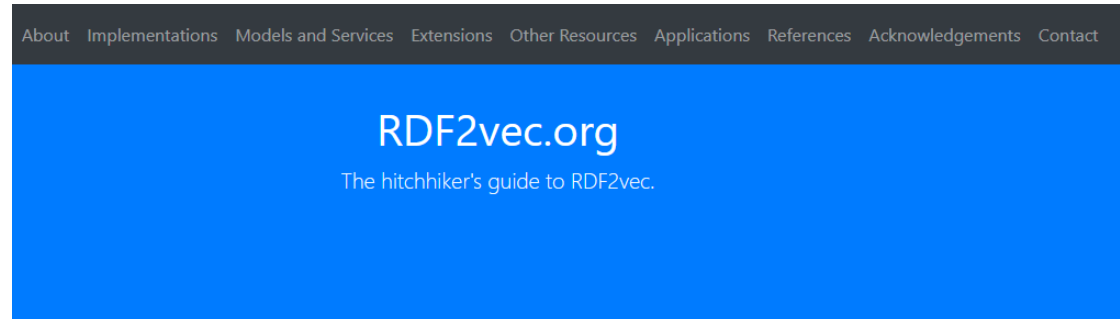 About Implementations Models and Services Extensions Other Resources Applications References Acknowledgements Contact
RDF2vec.org
The hitchhiker's guide to RDF2vec.